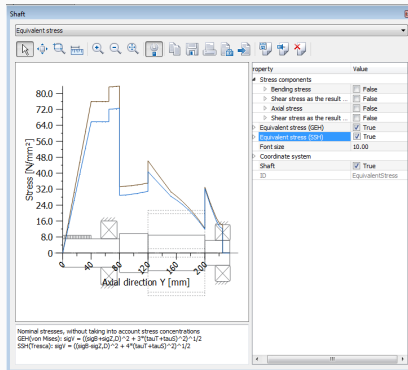 Shaft
Equivalent stress
80.0
72.0
64.0
56.0
48.0
40.0
32.0
24.0
16.0
8.0
0
Stress [N/mm²]
0 40 80 120 160 200
Axial direction Y [mm]
roperty Value
Stress components
Bending stress False
Shear stress as the result ... False
Axial stress False
Shear stress as the result ... False
Equivalent stress (GEH) True
Equivalent stress (SSH) True
Font size 10.00
Coordinate system
Shaft True
ID EquivalentStress
Nominal stresses, without taking into account stress concentrations
GEH(von Mises): sigV = ((sigB+sigZ,D)^2 + 3*(tauT+tauS)^2)^1/2
SSH(Tresca): sigV = ((sigB-sigZ,D)^2 + 4*(tauT+tauS)^2)^1/2